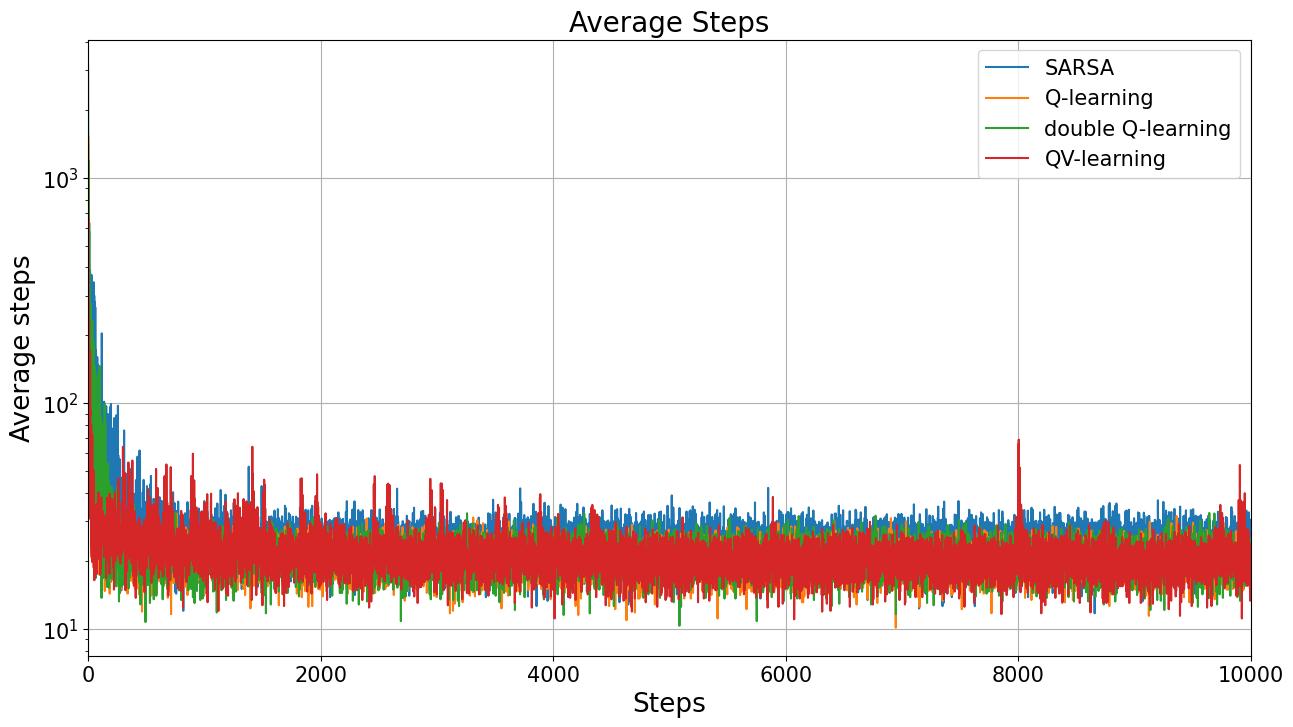 Average Steps
SARSA
Q-learning
double Q-learning
QV-learning
Average steps
10³
10²
10¹
0 2000 4000 6000 8000 10000
Steps